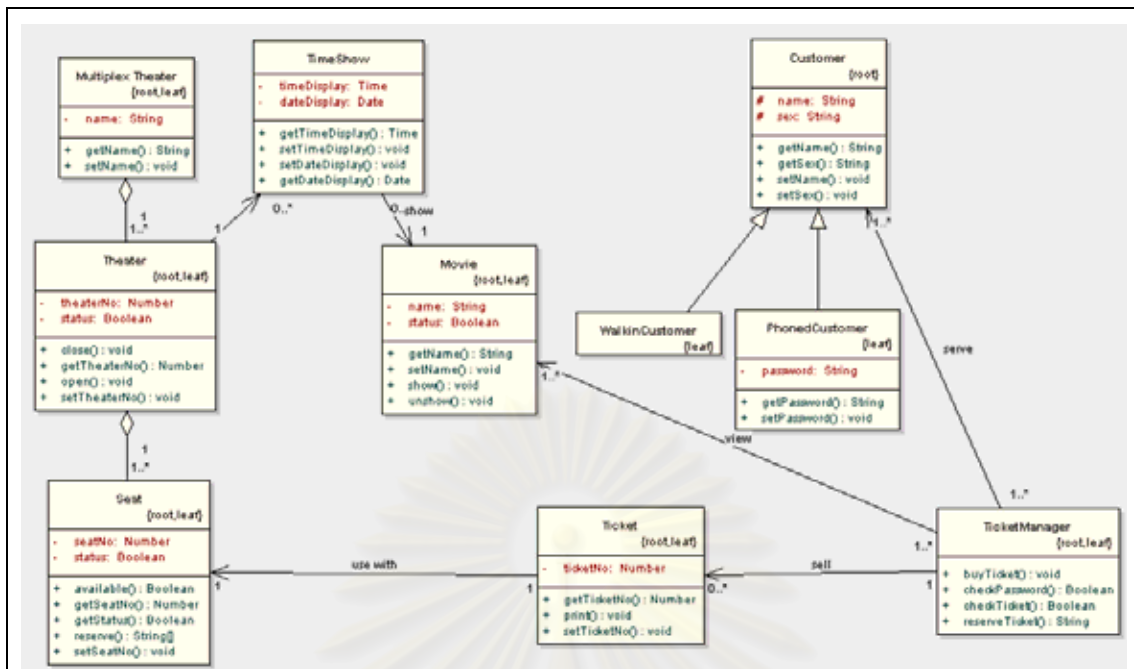 Multiplex Theater
{root,leaf}
- name: String
+ getName(): String
+ setName(): void
TimeShow
- timeDisplay: Time
- dateDisplay: Date
+ getTimeDisplay(): Time
+ setTimeDisplay(): void
+ setDateDisplay(): void
+ getDateDisplay(): Date
Customer
{root}
# name: String
# sex: String
+ getName(): String
+ getSex(): String
+ setName(): void
+ setSex(): void
1
1..*
1
0..*
0..
show
1
1..*
Theater
{root,leaf}
- theaterNo: Number
- status: Boolean
+ close(): void
+ getTheaterNo(): Number
+ open(): void
+ setTheaterNo(): void
Movie
{root,leaf}
- name: String
- status: Boolean
+ getName(): String
+ setName(): void
+ show(): void
+ unshow(): void
WalkinCustomer
{leaf}
PhonedCustomer
{leaf}
- password: String
+ getPassword(): String
+ setPassword(): void
serve
1..*
view
1
1..*
1..*
1..*
Seat
{root,leaf}
- seatNo: Number
- status: Boolean
+ available(): Boolean
+ getSeatNo(): Number
+ getStatus(): Boolean
+ reserve(): String[]
+ setSeatNo(): void
use with
1
1
Ticket
{root,leaf}
- ticketNo: Number
+ getTicketNo(): Number
+ print(): void
+ setTicketNo(): void
sell
0..*
1
TicketManager
{root,leaf}
+ buyTicket(): void
+ checkPassword(): Boolean
+ checkTicket(): Boolean
+ reserveTicket(): String